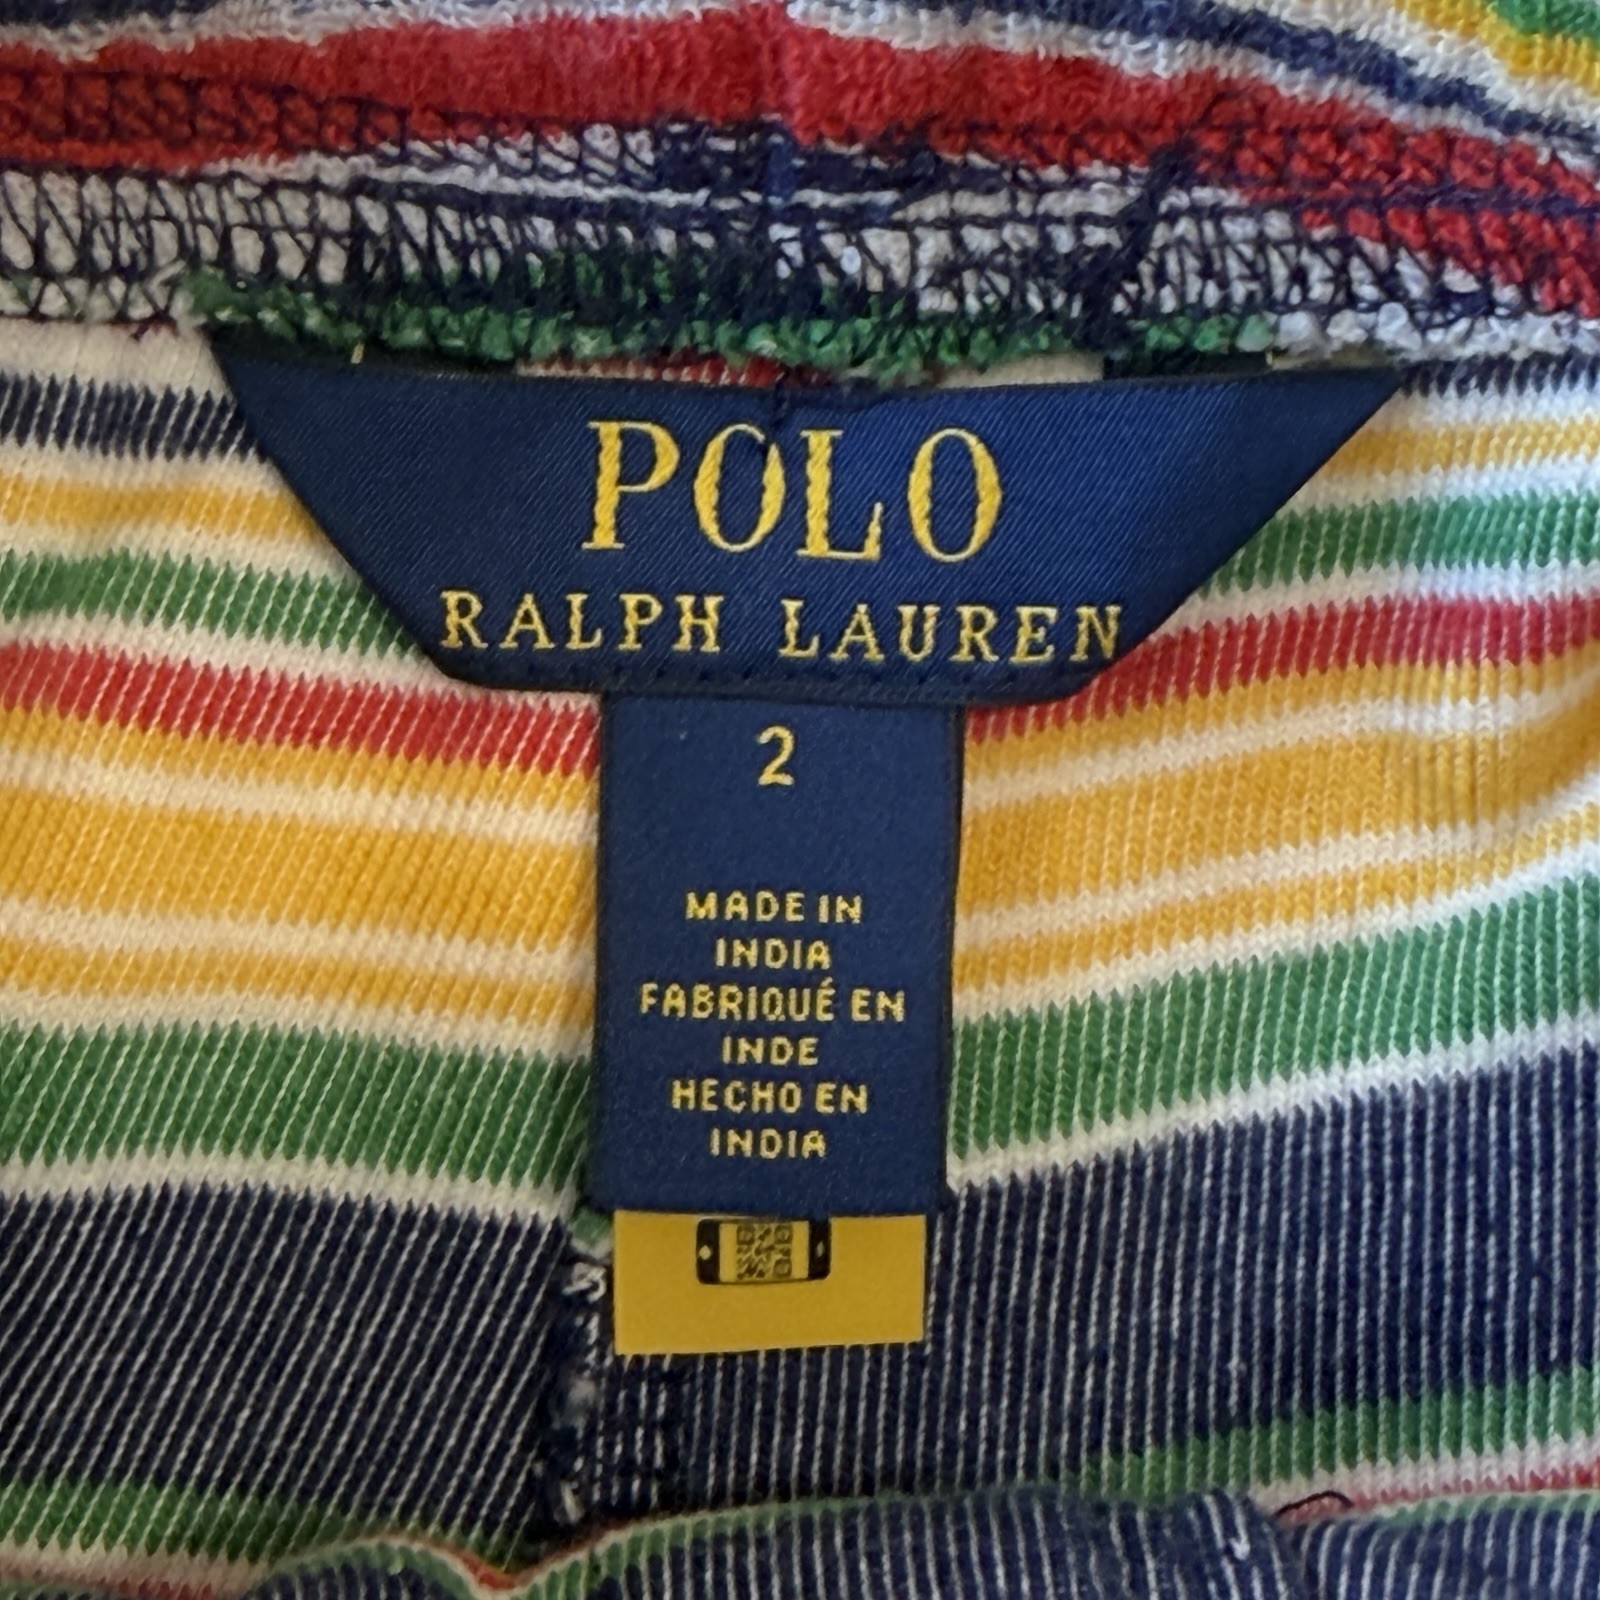 POLO
RALPH LAUREN
2
MADE IN
INDIA
FABRIQUÉ EN
INDE
HECHO EN
INDIA